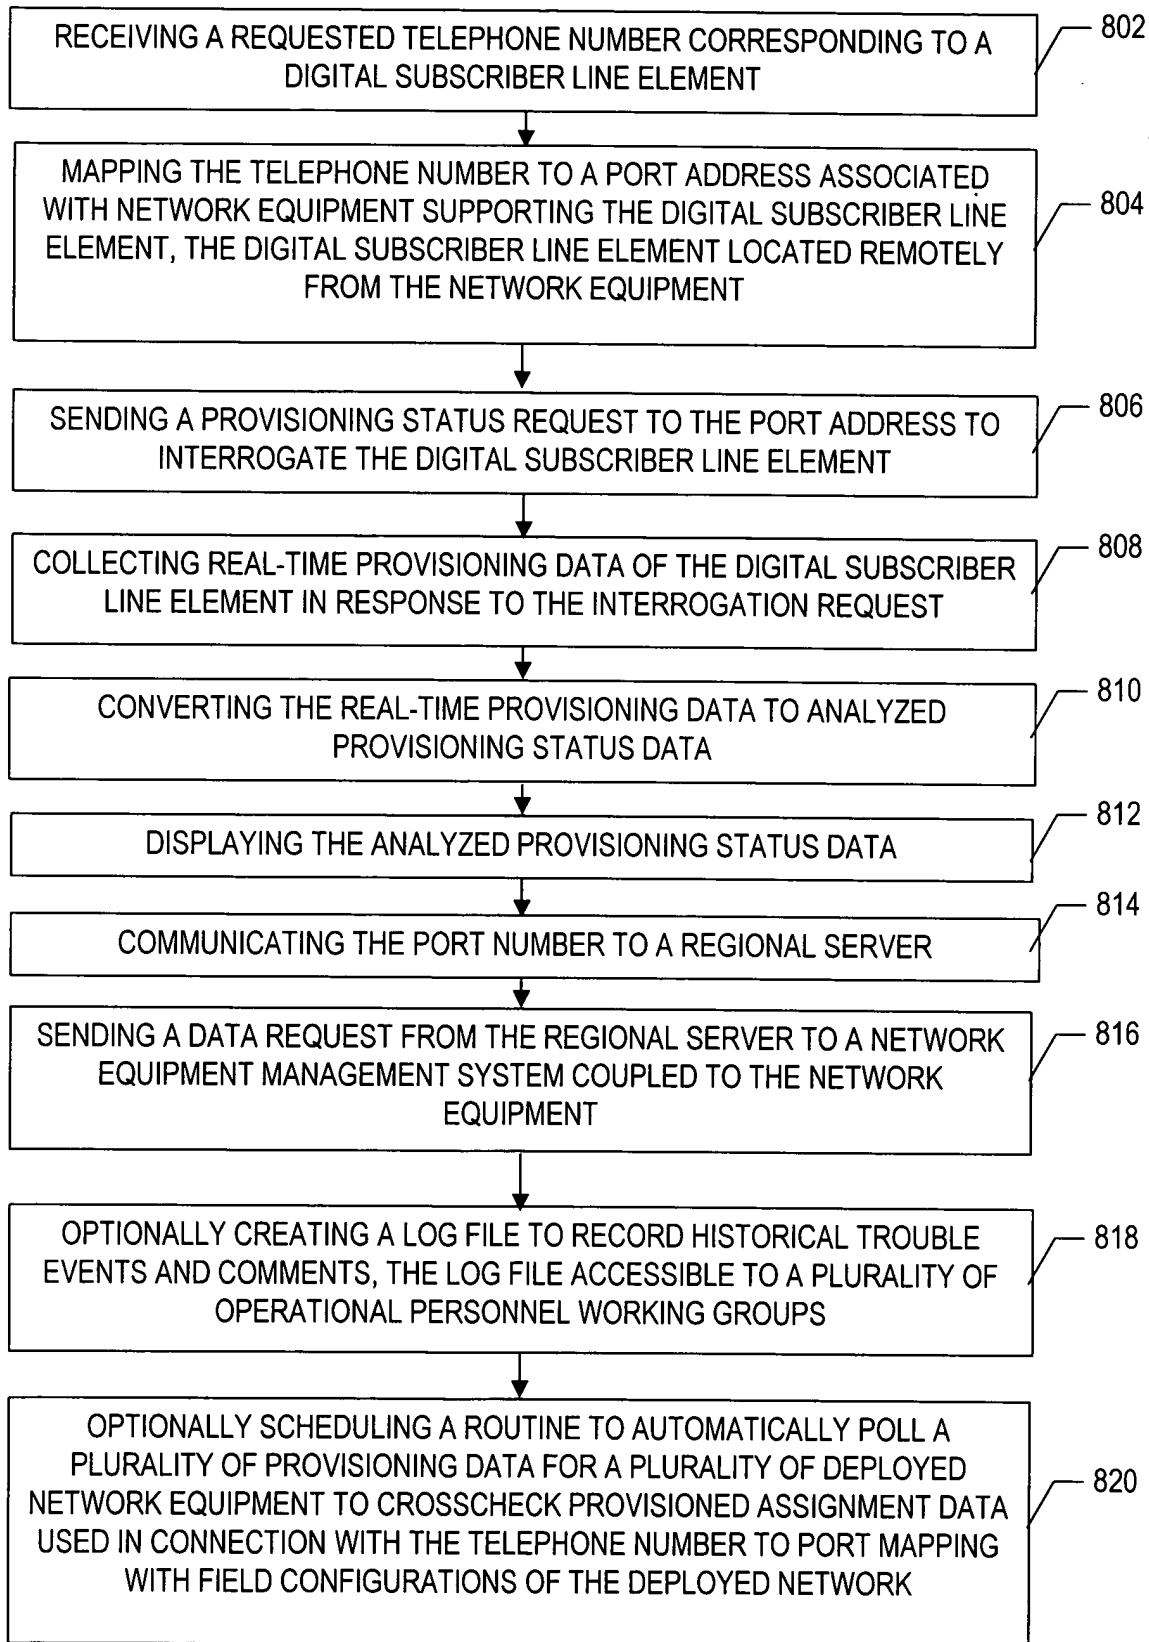 RECEIVING A REQUESTED TELEPHONE NUMBER CORRESPONDING TO A
DIGITAL SUBSCRIBER LINE ELEMENT
802
MAPPING THE TELEPHONE NUMBER TO A PORT ADDRESS ASSOCIATED
WITH NETWORK EQUIPMENT SUPPORTING THE DIGITAL SUBSCRIBER LINE
ELEMENT, THE DIGITAL SUBSCRIBER LINE ELEMENT LOCATED REMOTELY
FROM THE NETWORK EQUIPMENT
804
SENDING A PROVISIONING STATUS REQUEST TO THE PORT ADDRESS TO
INTERROGATE THE DIGITAL SUBSCRIBER LINE ELEMENT
806
COLLECTING REAL-TIME PROVISIONING DATA OF THE DIGITAL SUBSCRIBER
LINE ELEMENT IN RESPONSE TO THE INTERROGATION REQUEST
808
CONVERTING THE REAL-TIME PROVISIONING DATA TO ANALYZED
PROVISIONING STATUS DATA
810
DISPLAYING THE ANALYZED PROVISIONING STATUS DATA
812
COMMUNICATING THE PORT NUMBER TO A REGIONAL SERVER
814
SENDING A DATA REQUEST FROM THE REGIONAL SERVER TO A NETWORK
EQUIPMENT MANAGEMENT SYSTEM COUPLED TO THE NETWORK
EQUIPMENT
816
OPTIONALLY CREATING A LOG FILE TO RECORD HISTORICAL TROUBLE
EVENTS AND COMMENTS, THE LOG FILE ACCESSIBLE TO A PLURALITY OF
OPERATIONAL PERSONNEL WORKING GROUPS
818
OPTIONALLY SCHEDULING A ROUTINE TO AUTOMATICALLY POLL A
PLURALITY OF PROVISIONING DATA FOR A PLURALITY OF DEPLOYED
NETWORK EQUIPMENT TO CROSSCHECK PROVISIONED ASSIGNMENT DATA
USED IN CONNECTION WITH THE TELEPHONE NUMBER TO PORT MAPPING
WITH FIELD CONFIGURATIONS OF THE DEPLOYED NETWORK
820